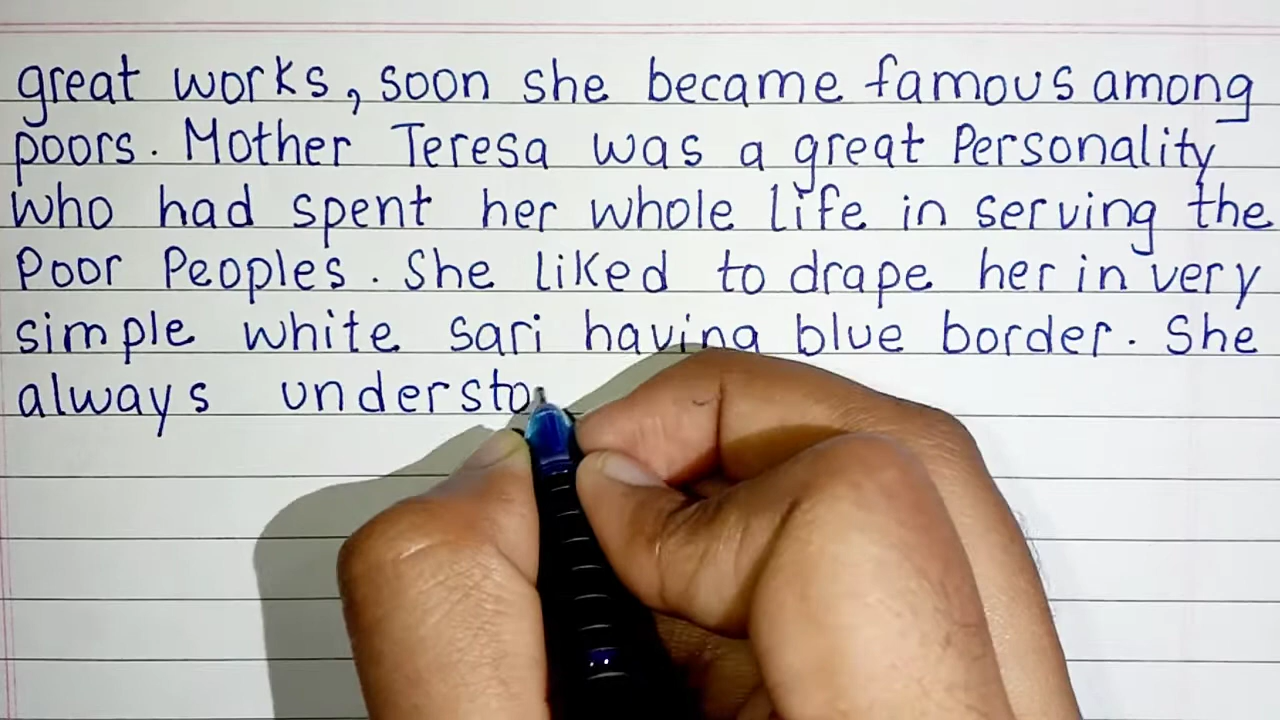 great works, soon she became famous among
poors. Mother Teresa was a great Personality
who had spent her whole life in serving the
Poor Peoples. She liked to drape her in very
simple white sari having blue border. She
always understo